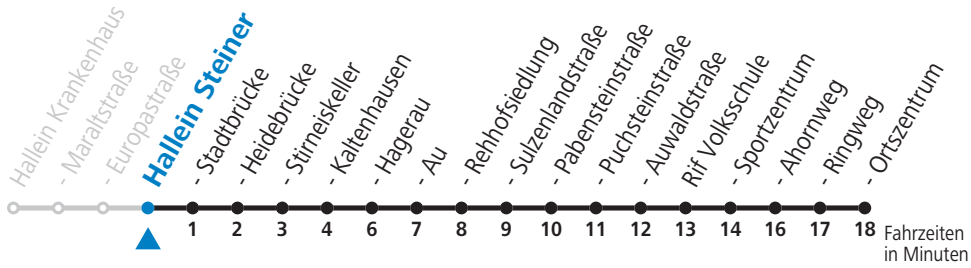 Hallein Krankenhaus
- Maraltstraße
- Europastraße
Hallein Steiner
- Stadtbrücke
- Heidebrücke
- Stirneiskeller
- Kaltenhausen
- Hagerau
- Au
- Rehhofsiedlung
- Sulzenlandstraße
- Pabensteinstraße
- Puchsteinstraße
- Auwaldstraße
Rif Volksschule
- Sportzentrum
- Ahornweg
- Ringweg
- Ortszentrum
1 2 3 4 6 7 8 9 10 11 12 13 14 16 17 18
Fahrzeiten
in Minuten